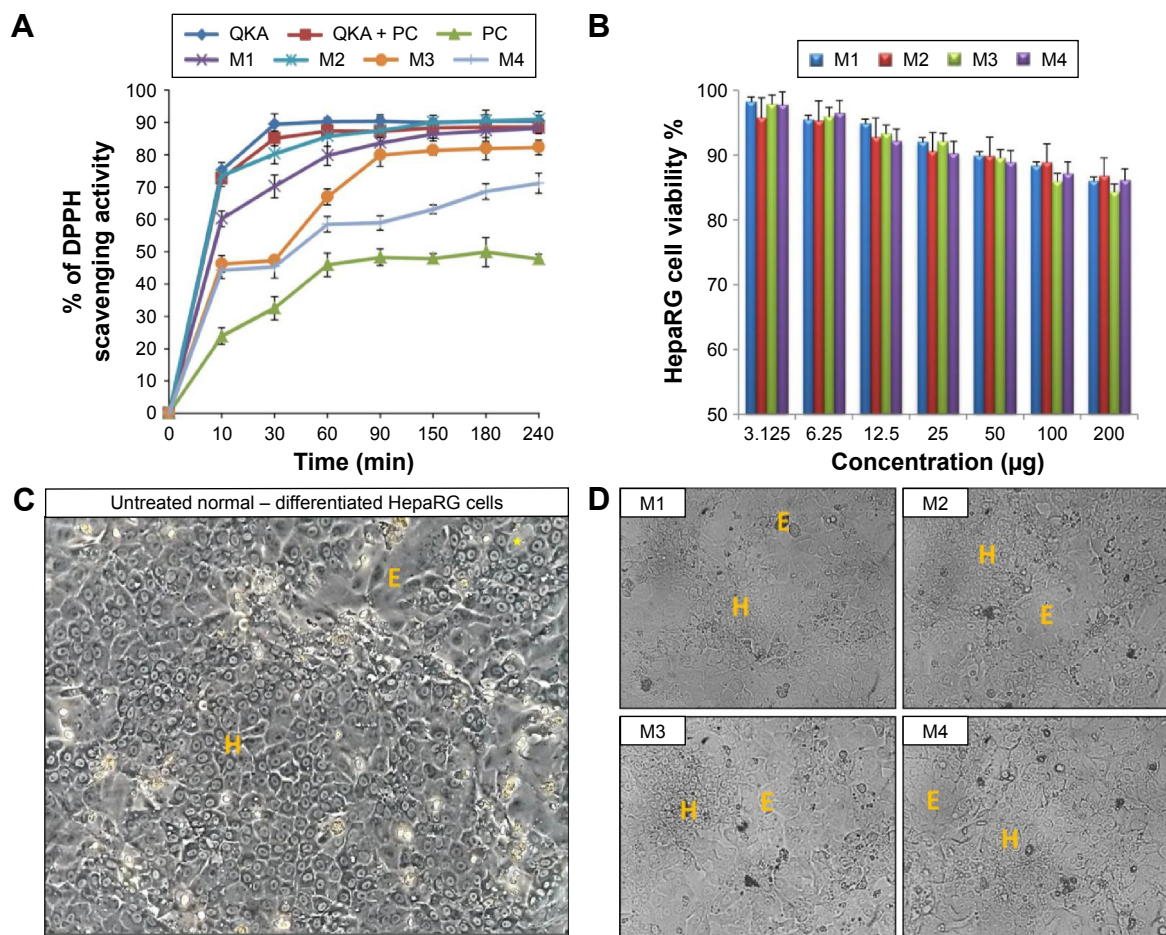 A
QKA QKA + PC PC
M1 M2 M3 M4
% of DPPH
scavenging activity
100
90
80
70
60
50
40
30
20
10
0
0 10 30 60 90 150 180 240
Time (min)
B
M1 M2 M3 M4
HepaRG cell viability %
100
90
80
70
60
50
3.125 6.25 12.5 25 50 100 200
Concentration (µg)
C
Untreated normal – differentiated HepaRG cells
E
H
D
M1
E
H
M2
H
E
M3
H
E
M4
E
H